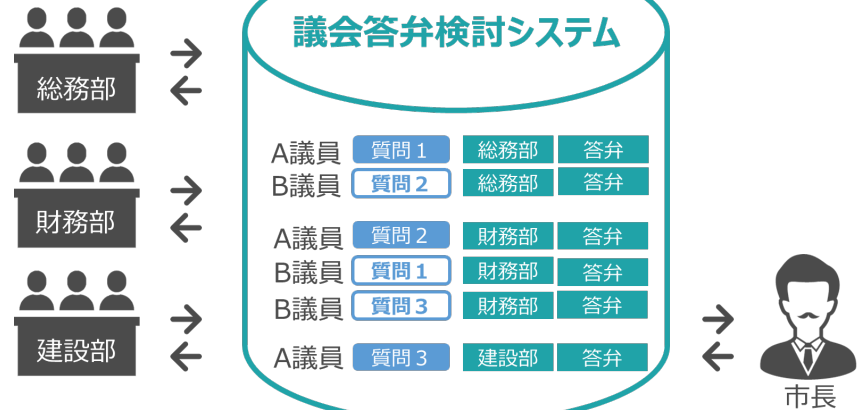 議会答弁検討システム
総務部
A議員 質問1 総務部 答弁
B議員 質問2 総務部 答弁
財務部
A議員 質問2 財務部 答弁
B議員 質問1 財務部 答弁
B議員 質問3 財務部 答弁
建設部
A議員 質問3 建設部 答弁
市長